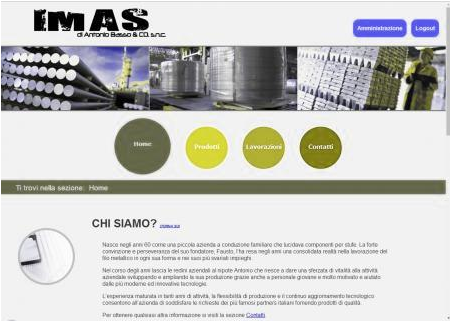 IMAS
di Antonio Basso & CO. s.n.c.
Amministrazione Logout
Home Prodotti Lavorazioni Contatti
Ti trovi nella sezione: Home
CHI SIAMO?
Nasce negli anni 60 come una piccola azienda a conduzione familiare che lucidava componenti per stufe. La forte
convinzione e perseveranza del suo fondatore, Fausto, l'ha resa negli anni una consolidata realtà nella lavorazione del
filo metallico in ogni sua forma e nei suoi più svariati impieghi.
Nel corso degli anni lascia le redini aziendali al nipote Antonio che riesce a dare una sferzata di vitalità alla attività
aziendale sviluppando e ampliando la sua produzione grazie anche a personale giovane e molto motivato e aiutato
dalle più moderne ed innovative tecnologie.
L'esperienza maturata in tanti anni di attività, la flessibilità di produzione e il continuo aggiornamento tecnologico
consentono all'azienda di soddisfare le richieste dei più famosi partners italiani fornendo prodotti di qualità.
Per ottenere qualsiasi altra informazione si visiti la sezione Contatti